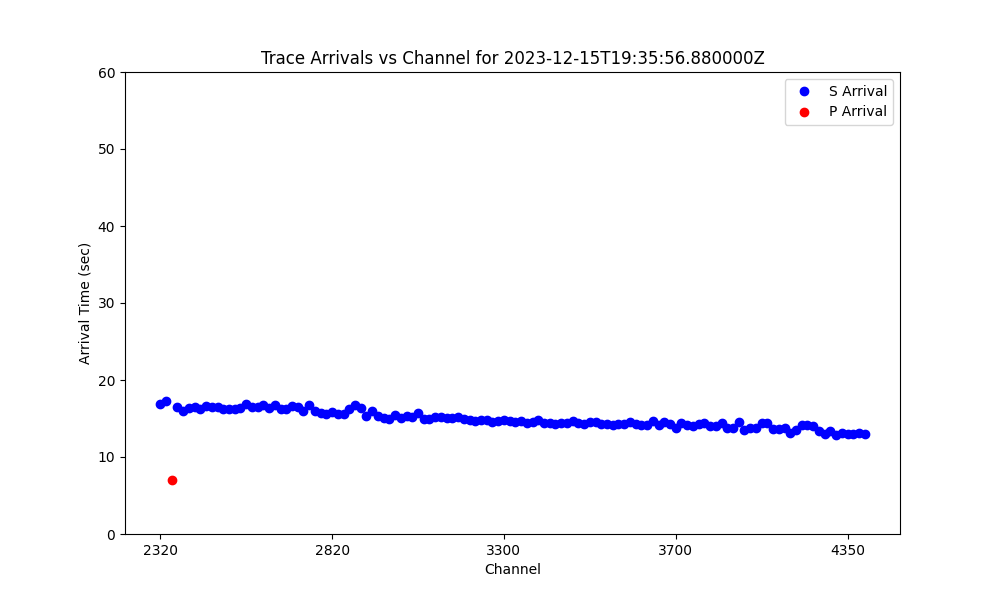 Trace Arrivals vs Channel for 2023-12-15T19:35:56.880000Z
S Arrival
P Arrival
60
50
40
30
20
10
0
Arrival Time (sec)
2320 2820 3300 3700 4350
Channel